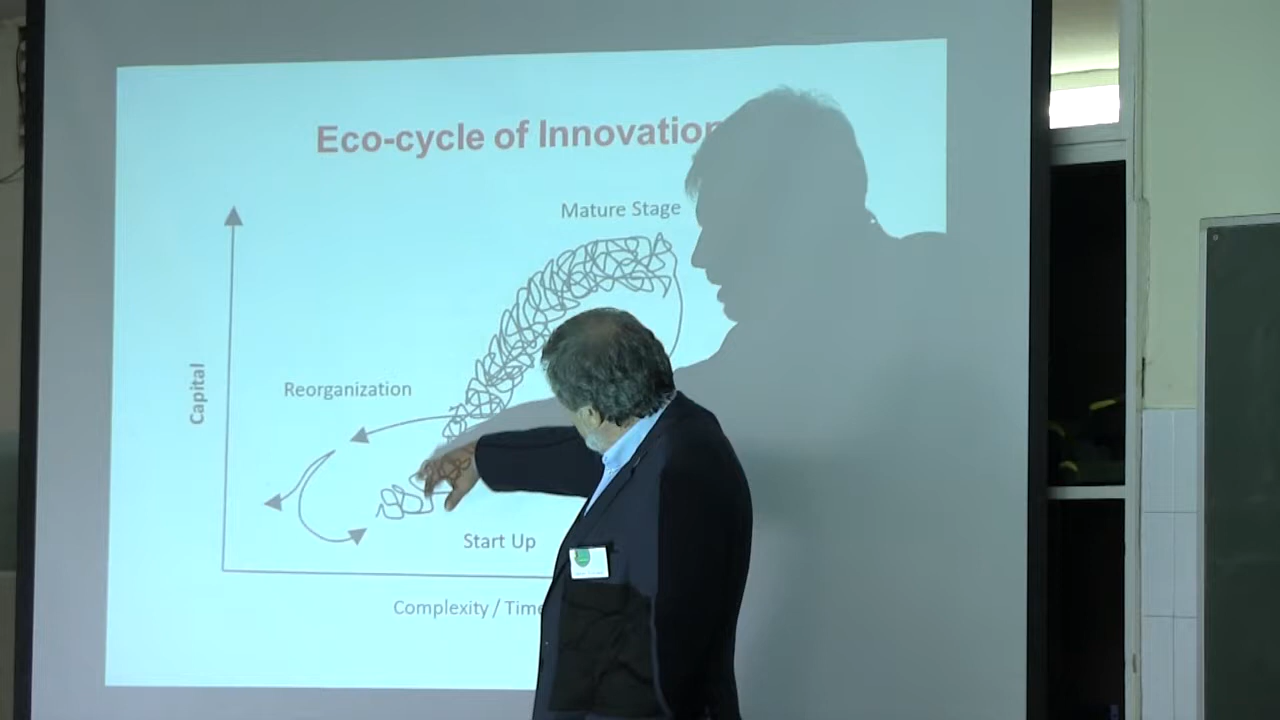 Eco-cycle of Innovation
Mature Stage
Capital
Reorganization
Start Up
Complexity / Time